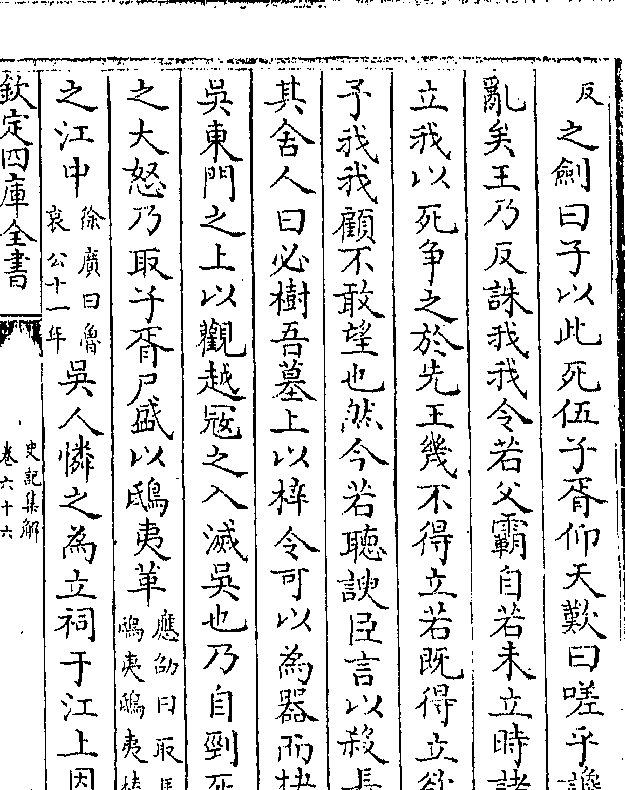 反之劍曰子以此死伍子胥仰天歎曰嗟乎讒
亂矣王乃反誅我我令若父霸自若未立時諸
立我以死争之於先王幾不得立若既得立欲
予我我顧不敢望也然今若聽諛臣言以殺長
其舍人曰必樹吾墓上以梓令可以為器而抉
吳東門之上以觀越寇之入滅吳也乃自剄死
之大怒乃取子胥尸盛以鴟夷革應劭曰取馬
鴟夷鴟夷榼
之江中徐廣曰魯
哀公十一年
吳人憐之為立祠于江上因
欽定四庫全書
史記集解
卷六十六